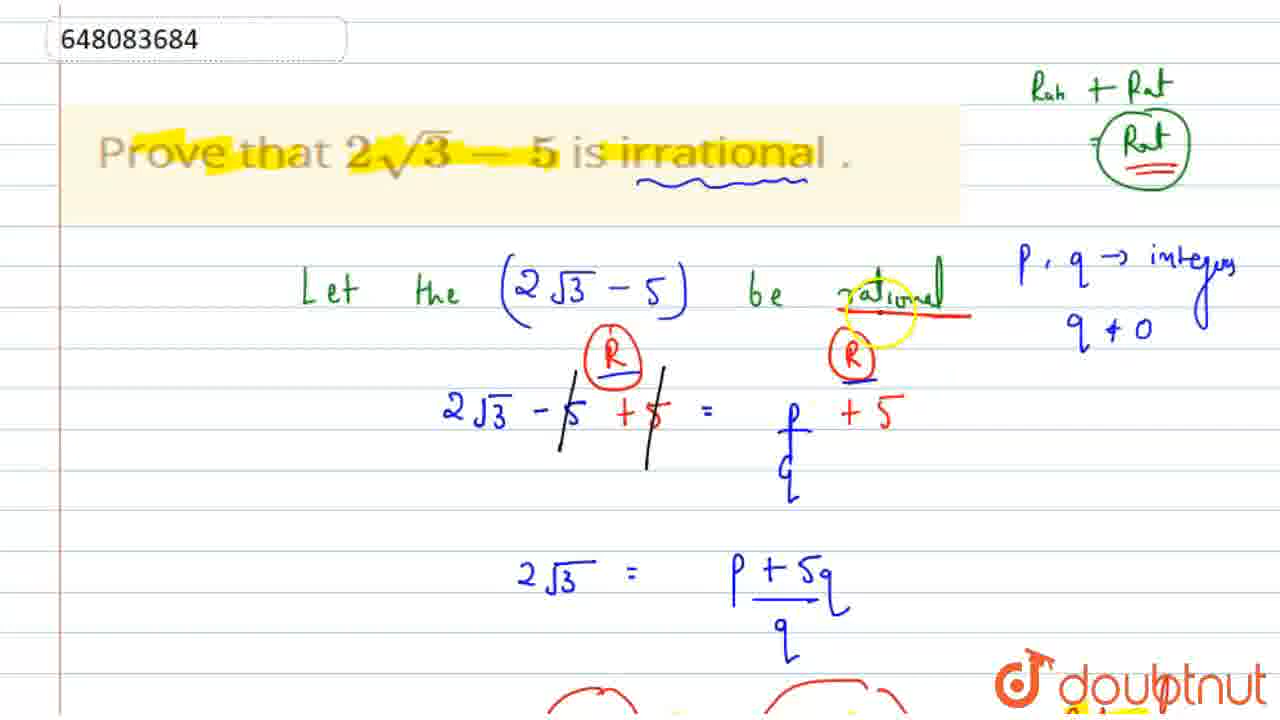 648083684
Rah + Rat
= Rat
Prove that 2√3 − 5 is irrational .
Let the (2√3 - 5) be rational
p, q → integers
q ≠ 0
R R
2√3 - 5 + 5 = p/q + 5
2√3 = p + 5q / q
doubtnut